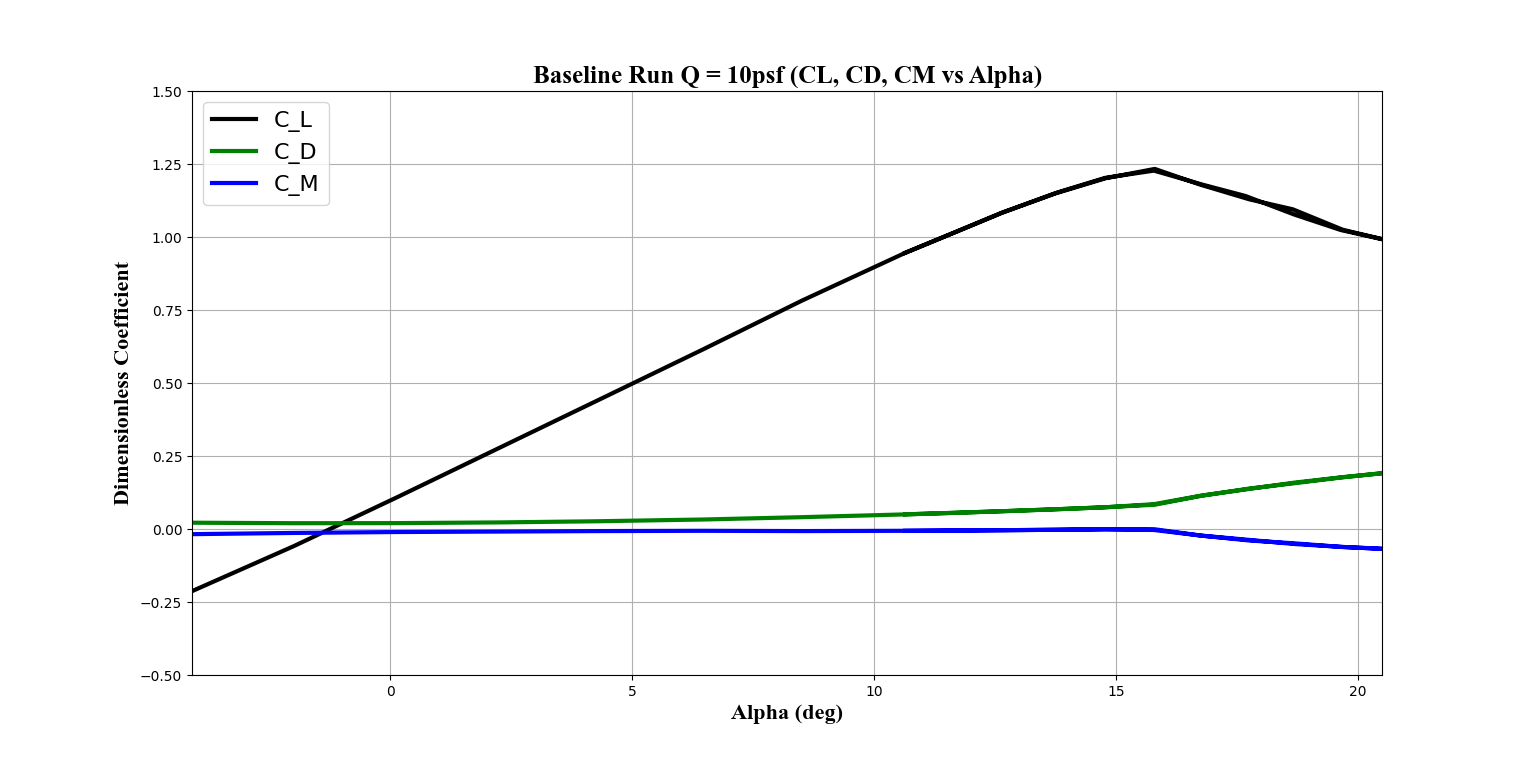 Baseline Run Q = 10psf (CL, CD, CM vs Alpha)
1.50
C_L
C_D
C_M
1.25
1.00
0.75
0.50
0.25
0.00
−0.25
−0.50
Dimensionless Coefficient
0 5 10 15 20
Alpha (deg)